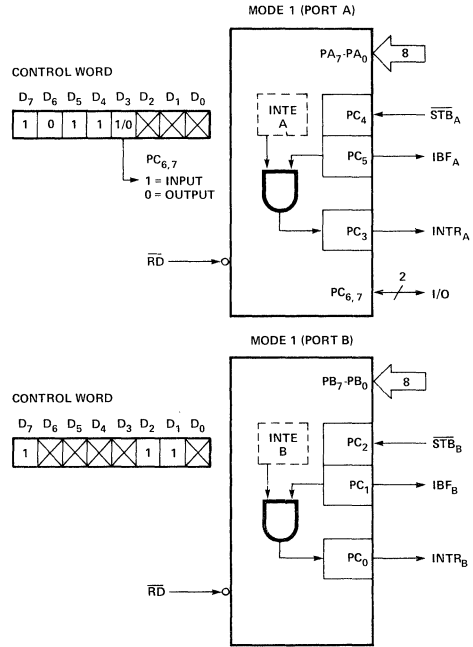 MODE 1 (PORT A)
PA7-PA0
8
CONTROL WORD
D7 D6 D5 D4 D3 D2 D1 D0
1 0 1 1 1/0
PC6,7
1 = INPUT
0 = OUTPUT
INTE
A
PC4
STBA
PC5
IBFA
PC3
INTRA
RD
PC6,7
2
I/O
MODE 1 (PORT B)
PB7-PB0
8
CONTROL WORD
D7 D6 D5 D4 D3 D2 D1 D0
1 1 1
INTE
B
PC2
STBB
PC1
IBFB
PC0
INTRB
RD